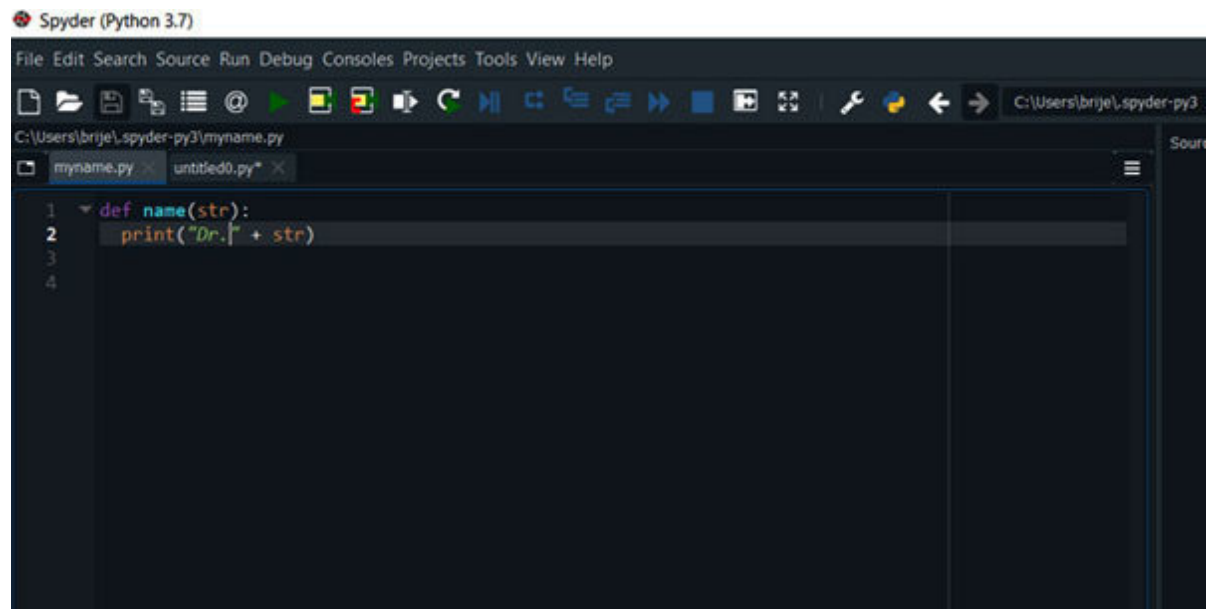 Spyder (Python 3.7)
File Edit Search Source Run Debug Consoles Projects Tools View Help
C:\Users\brije\.spyder-py3
C:\Users\brije\.spyder-py3\myname.py
myname.py untitled0.py*
1 def name(str):
2 print("Dr." + str)
3
4